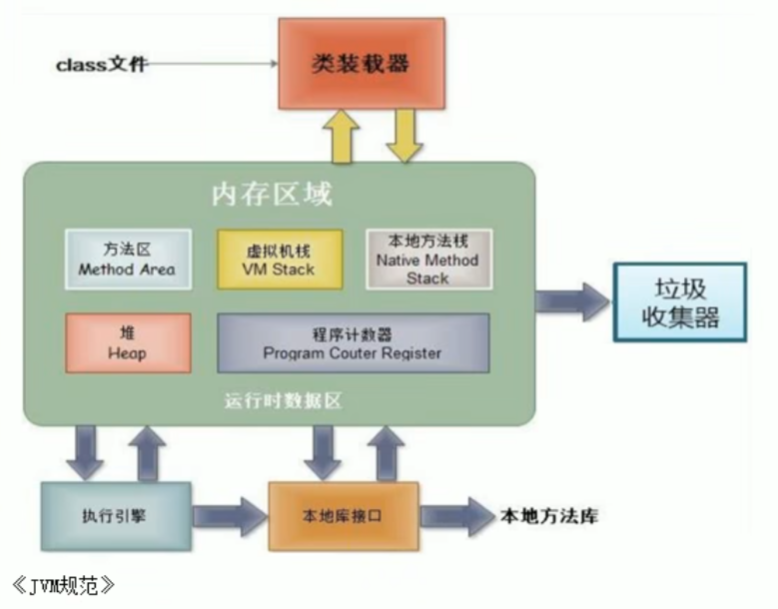 class文件
类装载器
内存区域
方法区
Method Area
虚拟机栈
VM Stack
本地方法栈
Native Method
Stack
垃圾
收集器
堆
Heap
程序计数器
Program Couter Register
运行时数据区
执行引擎
本地库接口
本地方法库
《JVM规范》